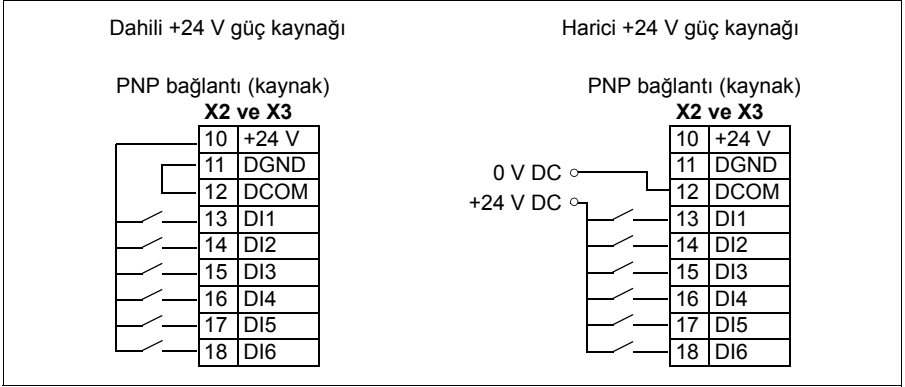 Dahili +24 V güç kaynağı
PNP bağlantı (kaynak)
X2 ve X3
10 +24 V
11 DGND
12 DCOM
13 DI1
14 DI2
15 DI3
16 DI4
17 DI5
18 DI6
Harici +24 V güç kaynağı
PNP bağlantı (kaynak)
X2 ve X3
0 V DC
+24 V DC
10 +24 V
11 DGND
12 DCOM
13 DI1
14 DI2
15 DI3
16 DI4
17 DI5
18 DI6